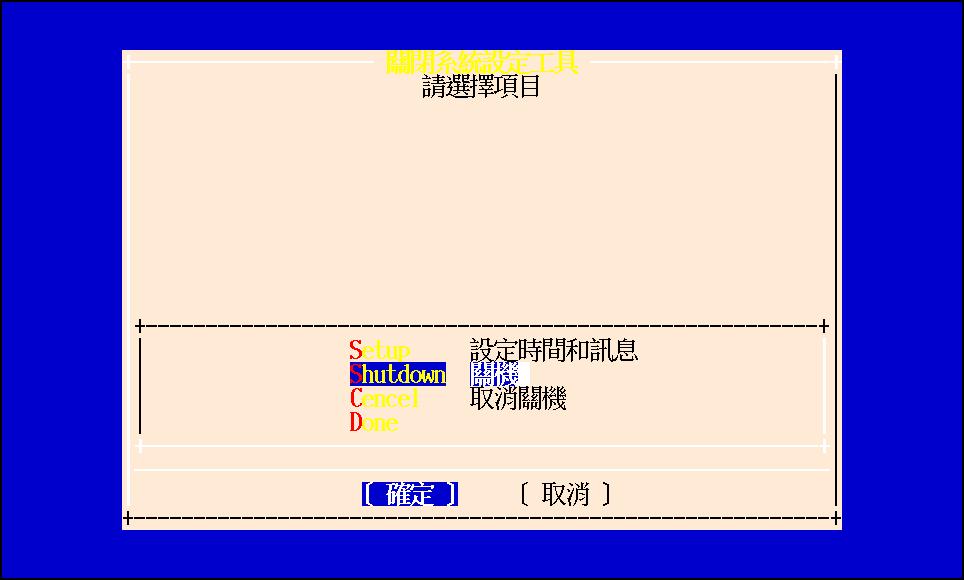 關閉系統設定工具
請選擇項目
Setup 設定時間和訊息
Shutdown 關機
Cencel 取消關機
Done
[ 確定 ] [ 取消 ]